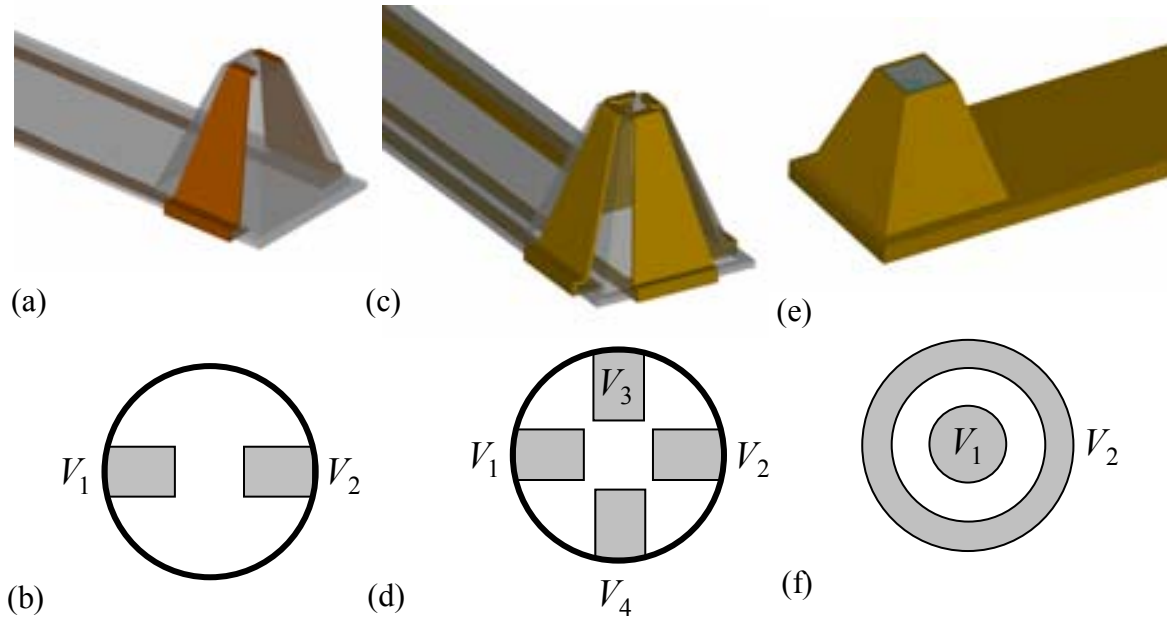 (a)
(c)
(e)
V₁ V₂
(b)
V₃
V₁ V₂
V₄
(d)
V₁ V₂
(f)